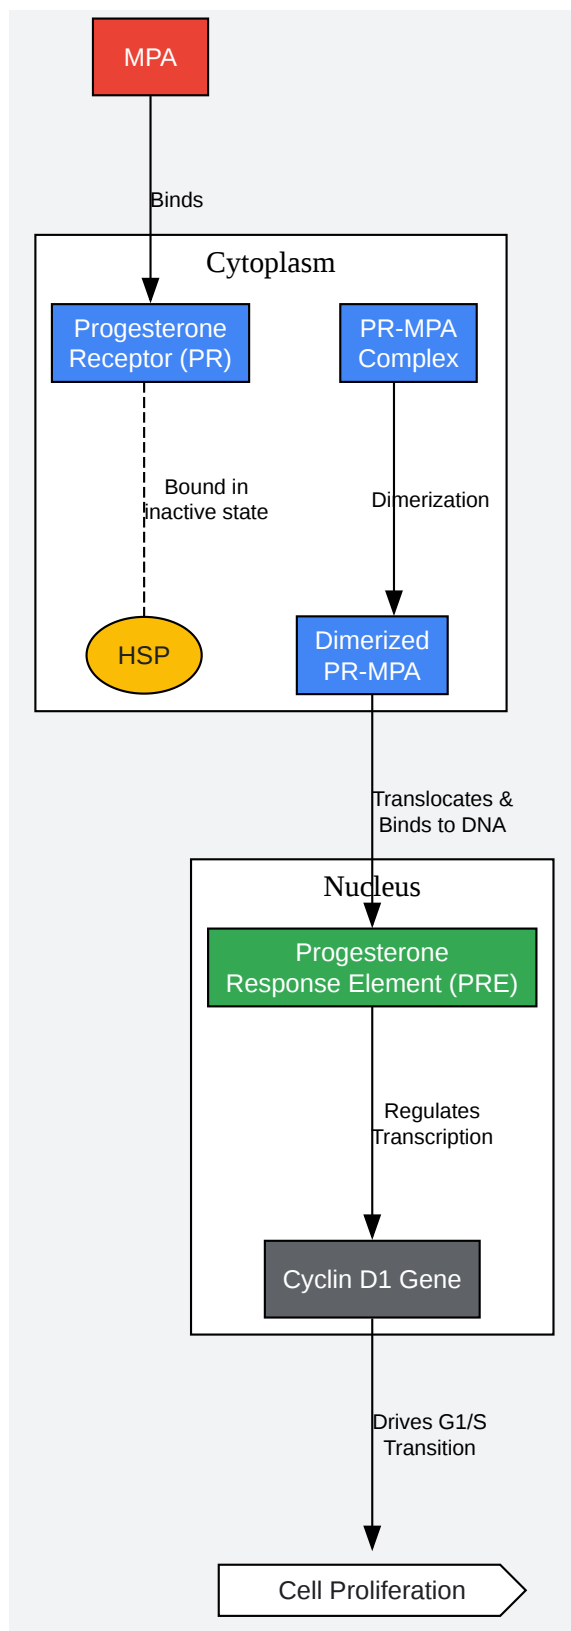 MPA
Binds
Cytoplasm
Progesterone
Receptor (PR)
PR-MPA
Complex
Bound in
inactive state
Dimerization
HSP
Dimerized
PR-MPA
Translocates &
Binds to DNA
Nucleus
Progesterone
Response Element (PRE)
Regulates
Transcription
Cyclin D1 Gene
Drives G1/S
Transition
Cell Proliferation